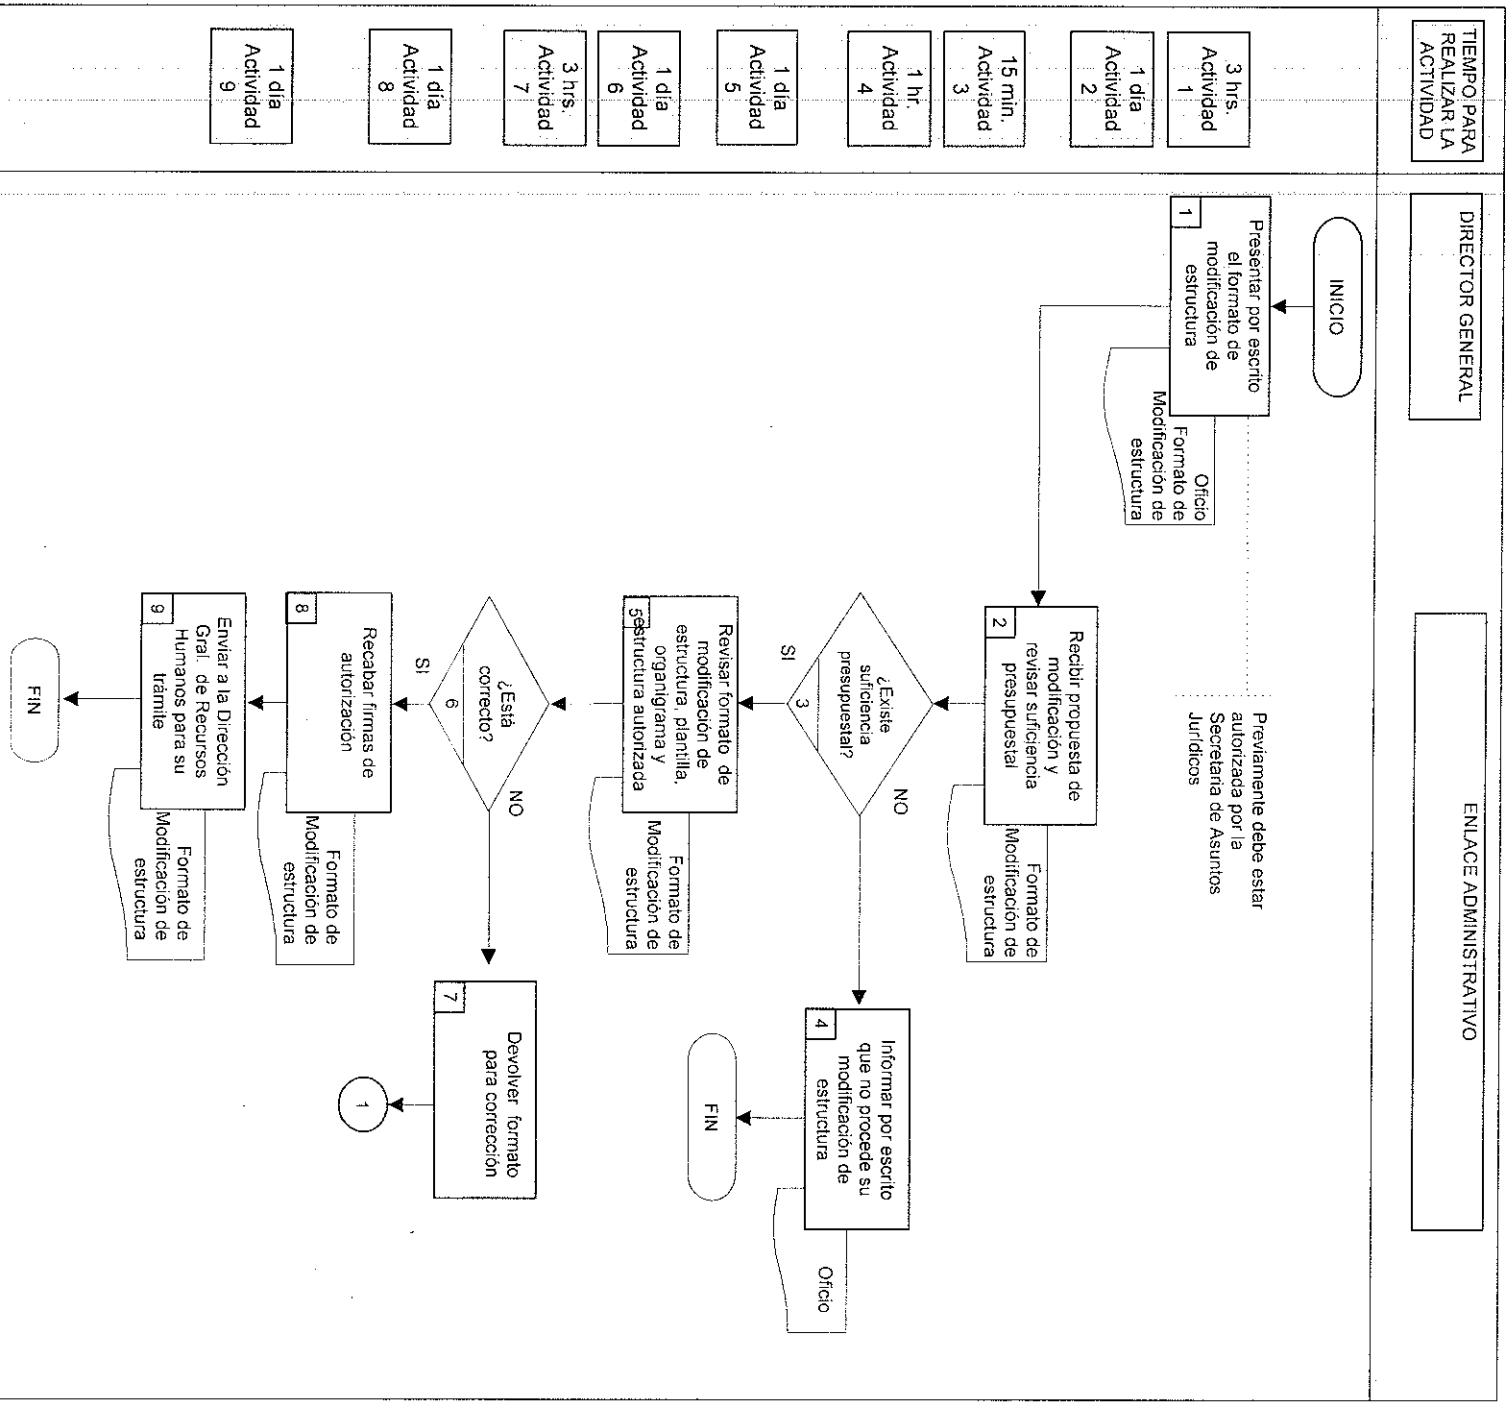 TIEMPO PARA
REALIZAR LA
ACTIVIDAD
DIRECTOR GENERAL
ENLACE ADMINISTRATIVO
INICIO
3 hrs.
Actividad
1
Presentar por escrito
el formato de
modificación de
estructura
1
Oficio
Formato de
Modificación de
estructura
Previamente debe estar
autorizada por la
Secretaria de Asuntos
Jurídicos
1 día
Actividad
2
Recibir propuesta de
modificación y
revisar suficiencia
presupuestal
2
Formato de
Modificación de
estructura
15 min.
Actividad
3
¿Existe
suficiencia
presupuestal?
3
SI
NO
1 hr.
Actividad
4
Informar por escrito
que no procede su
modificación de
estructura
4
Oficio
FIN
1 día
Actividad
5
Revisar formato de
modificación de
estructura, plantilla,
organigrama y
estructura autorizada
5
Formato de
Modificación de
estructura
1 día
Actividad
6
¿Está
correcto?
6
SI
NO
3 hrs.
Actividad
7
Devolver formato
para corrección
7
1
1 día
Actividad
8
Recabar firmas de
autorización
8
Formato de
Modificación de
estructura
1 día
Actividad
9
Enviar a la Dirección
Gral. de Recursos
Humanos para su
trámite
9
Formato de
Modificación de
estructura
FIN